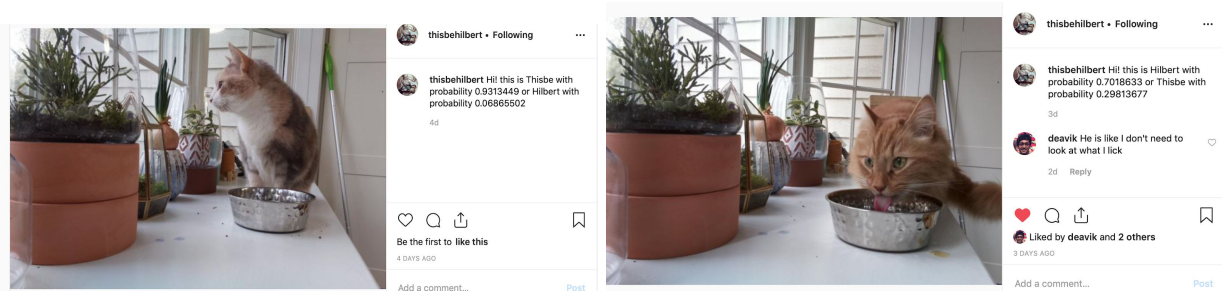 thisbehilbert • Following
thisbehilbert Hi! this is Thisbe with
probability 0.9313449 or Hilbert with
probability 0.06865502
4d
Be the first to like this
4 DAYS AGO
Add a comment...
Post
thisbehilbert • Following
thisbehilbert Hi! this is Hilbert with
probability 0.7018633 or Thisbe with
probability 0.29813677
3d
deavik He is like I don't need to
look at what I lick
2d Reply
Liked by deavik and 2 others
3 DAYS AGO
Add a comment...
Post